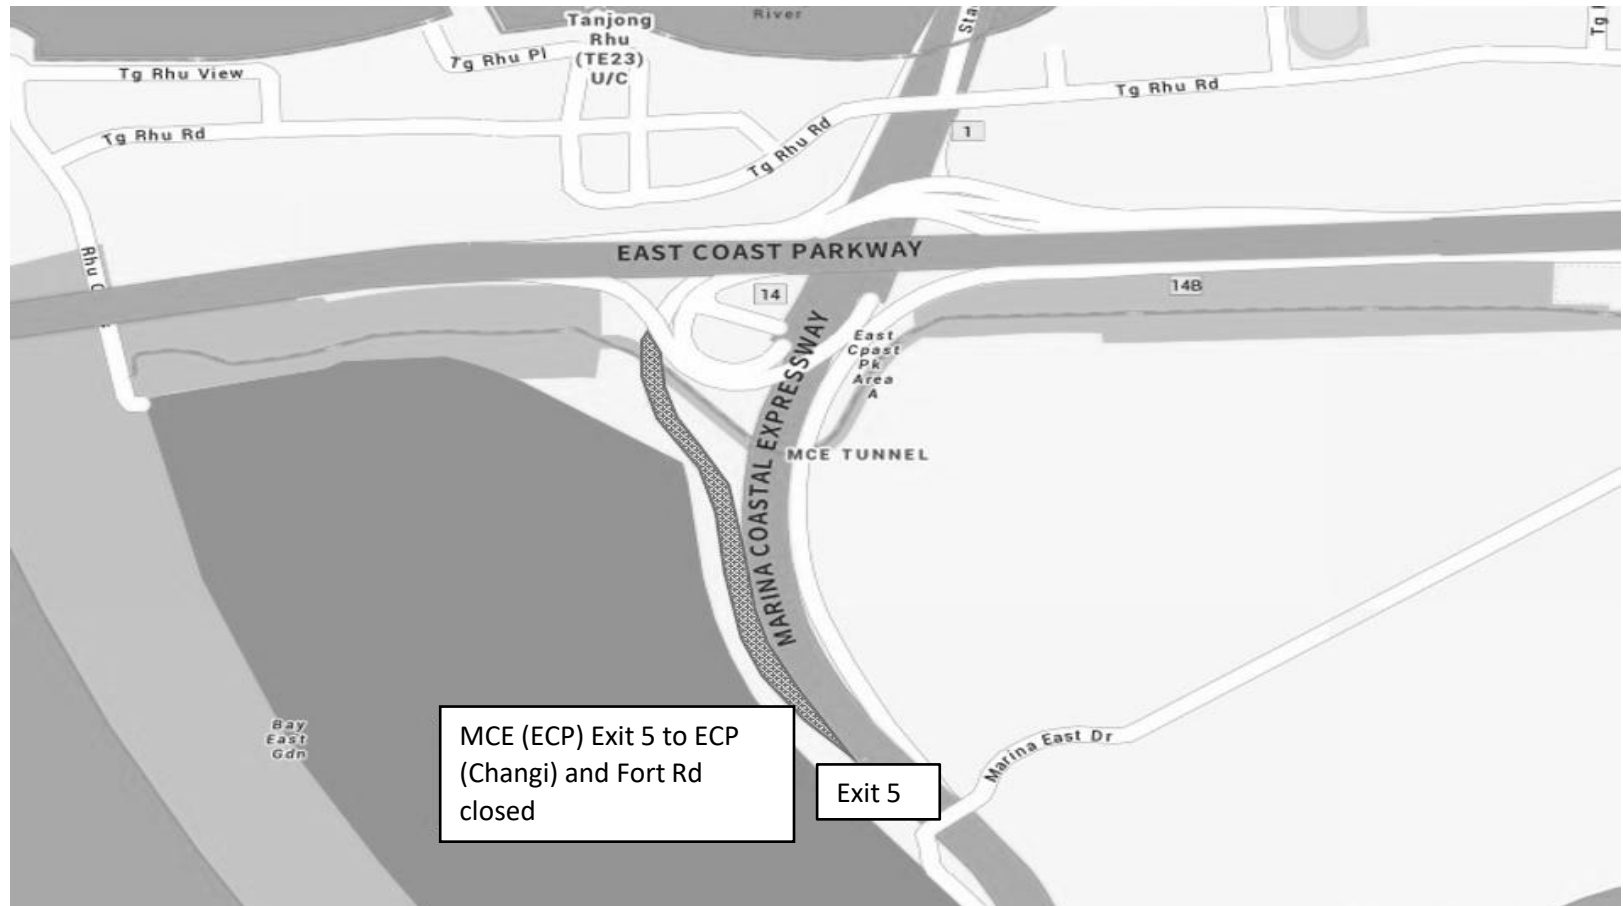 River
Tanjong
Rhu
(TE23)
U/C
Sta
Tg
Tg Rhu View
Tg Rhu Pl
Tg Rhu Rd
Tg Rhu Rd
Tg Rhu Rd
1
Rhu
EAST COAST PARKWAY
14
14B
East
Cpast
Pk
Area
A
MARINA COASTAL EXPRESSWAY
MCE TUNNEL
Bay
East
Gdn
MCE (ECP) Exit 5 to ECP
(Changi) and Fort Rd
closed
Exit 5
Marina East Dr